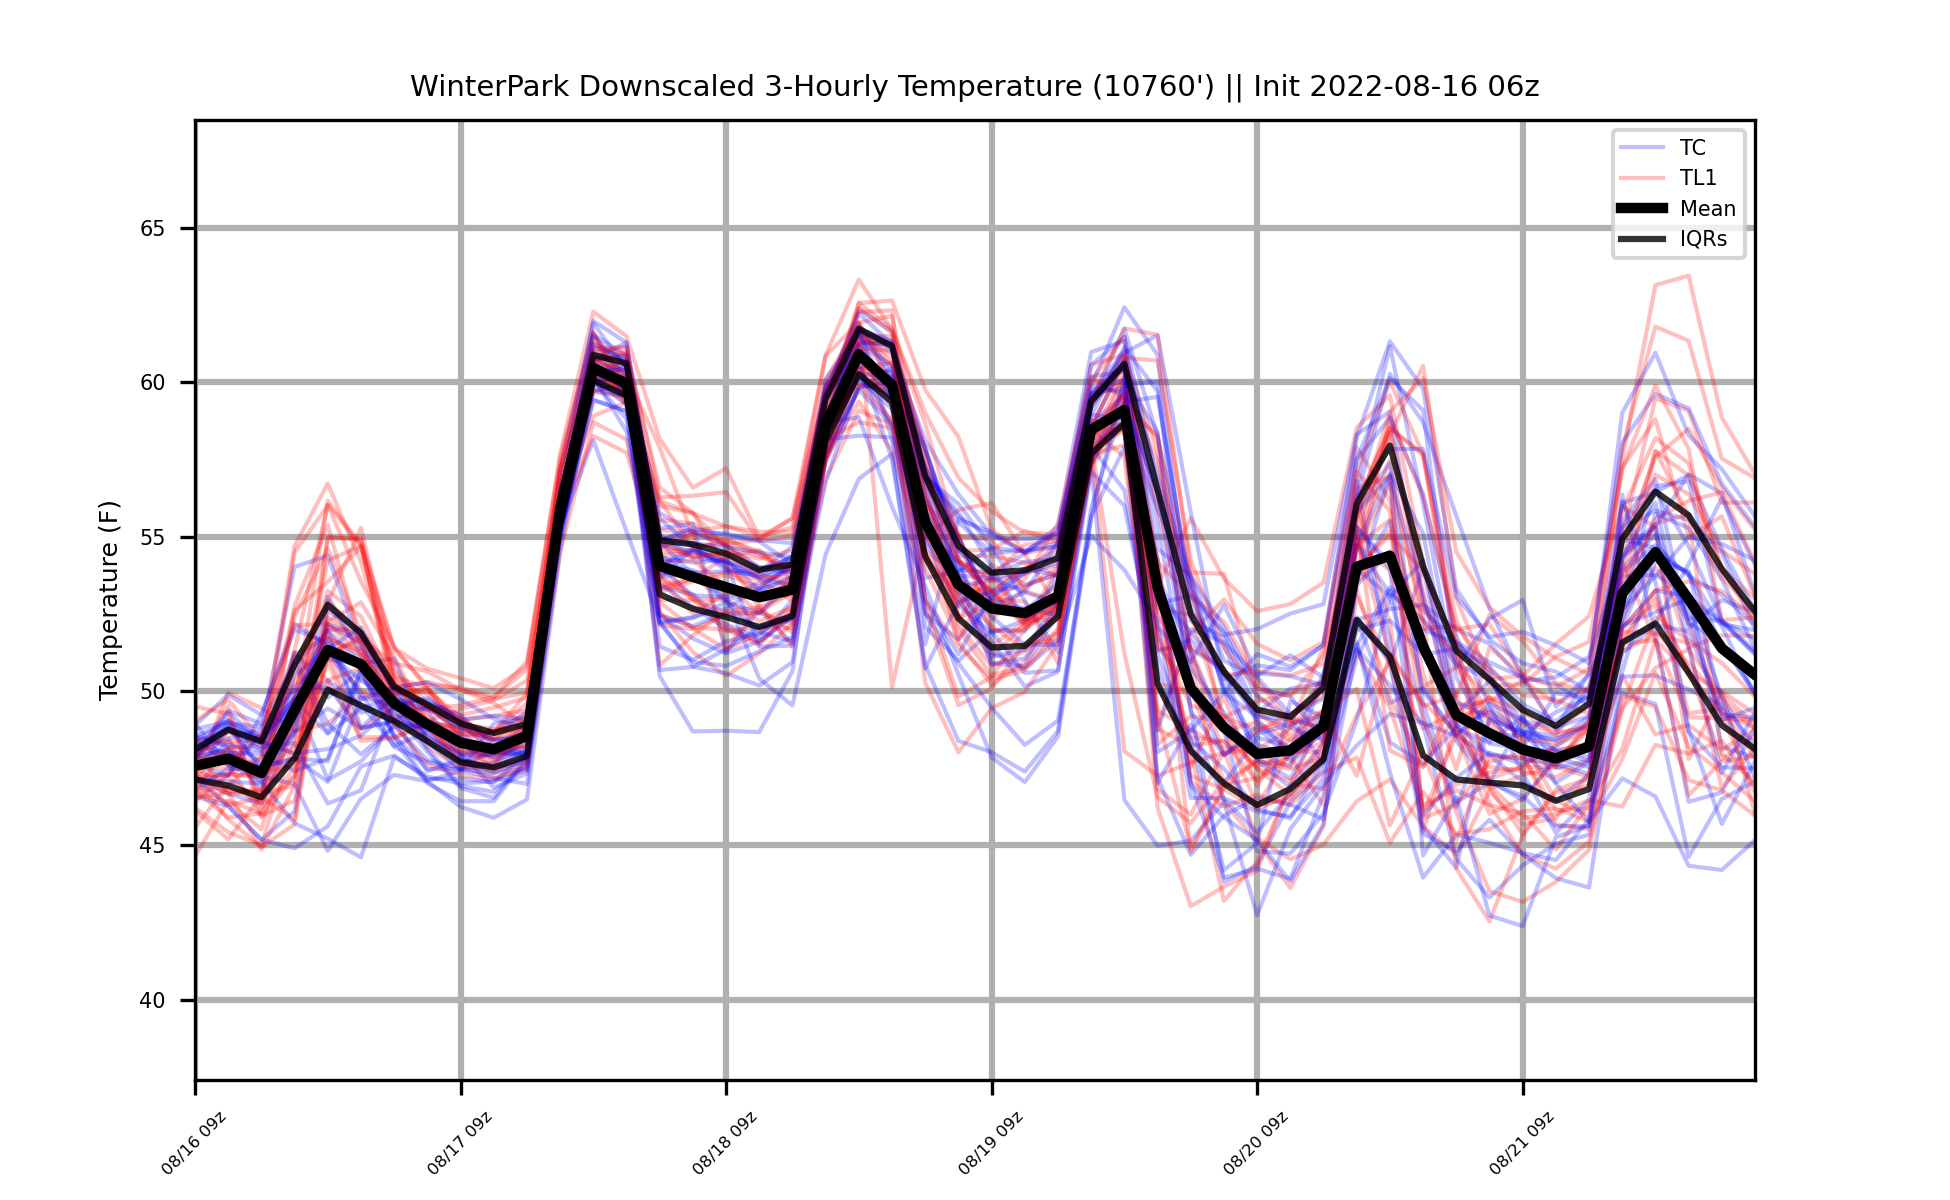 WinterPark Downscaled 3-Hourly Temperature (10760') || Init 2022-08-16 06z
TC
TL1
Mean
IQRs
Temperature (F)
65
60
55
50
45
40
08/16 09z
08/17 09z
08/18 09z
08/19 09z
08/20 09z
08/21 09z